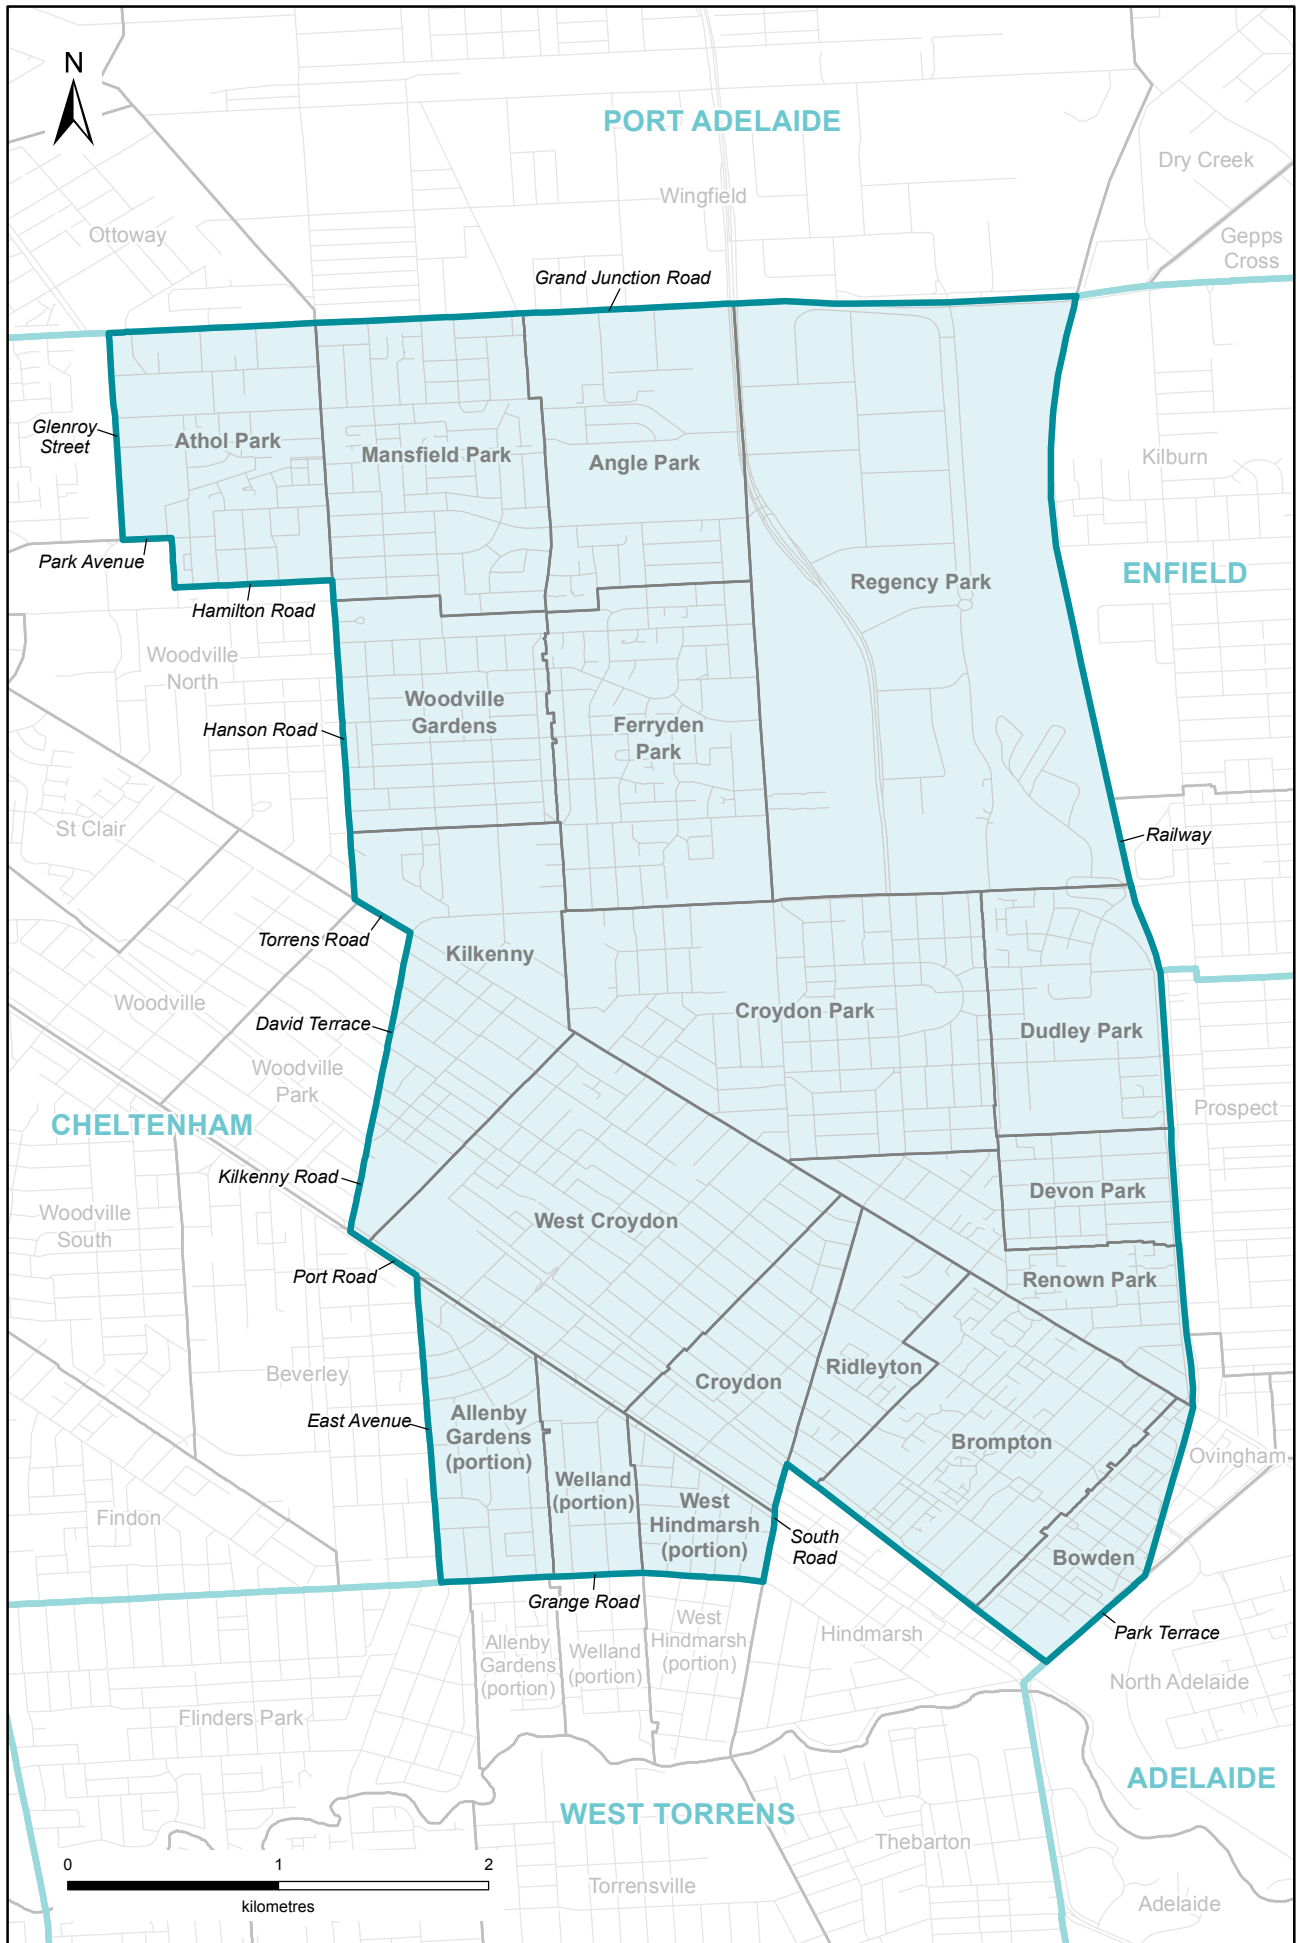 N
PORT ADELAIDE
Dry Creek
Wingfield
Ottoway
Gepps
Cross
Grand Junction Road
Glenroy
Street
Athol Park
Mansfield Park
Angle Park
Kilburn
Park Avenue
ENFIELD
Regency Park
Hamilton Road
Woodville
North
Woodville
Gardens
Hanson Road
Ferryden
Park
St Clair
Railway
Torrens Road
Kilkenny
Woodville
David Terrace
Croydon Park
Dudley Park
Woodville
Park
CHELTENHAM
Prospect
Kilkenny Road
Devon Park
Woodville
South
West Croydon
Port Road
Renown Park
Beverley
Ridleyton
Croydon
East Avenue
Allenby
Gardens
(portion)
Brompton
Ovingham
Welland
(portion)
West
Hindmarsh
(portion)
Findon
South
Road
Bowden
Grange Road
West
Hindmarsh
(portion)
Hindmarsh
Park Terrace
Allenby
Gardens
(portion)
Welland
(portion)
North Adelaide
Flinders Park
ADELAIDE
WEST TORRENS
Thebarton
0 1 2
kilometres
Torrensville
Adelaide